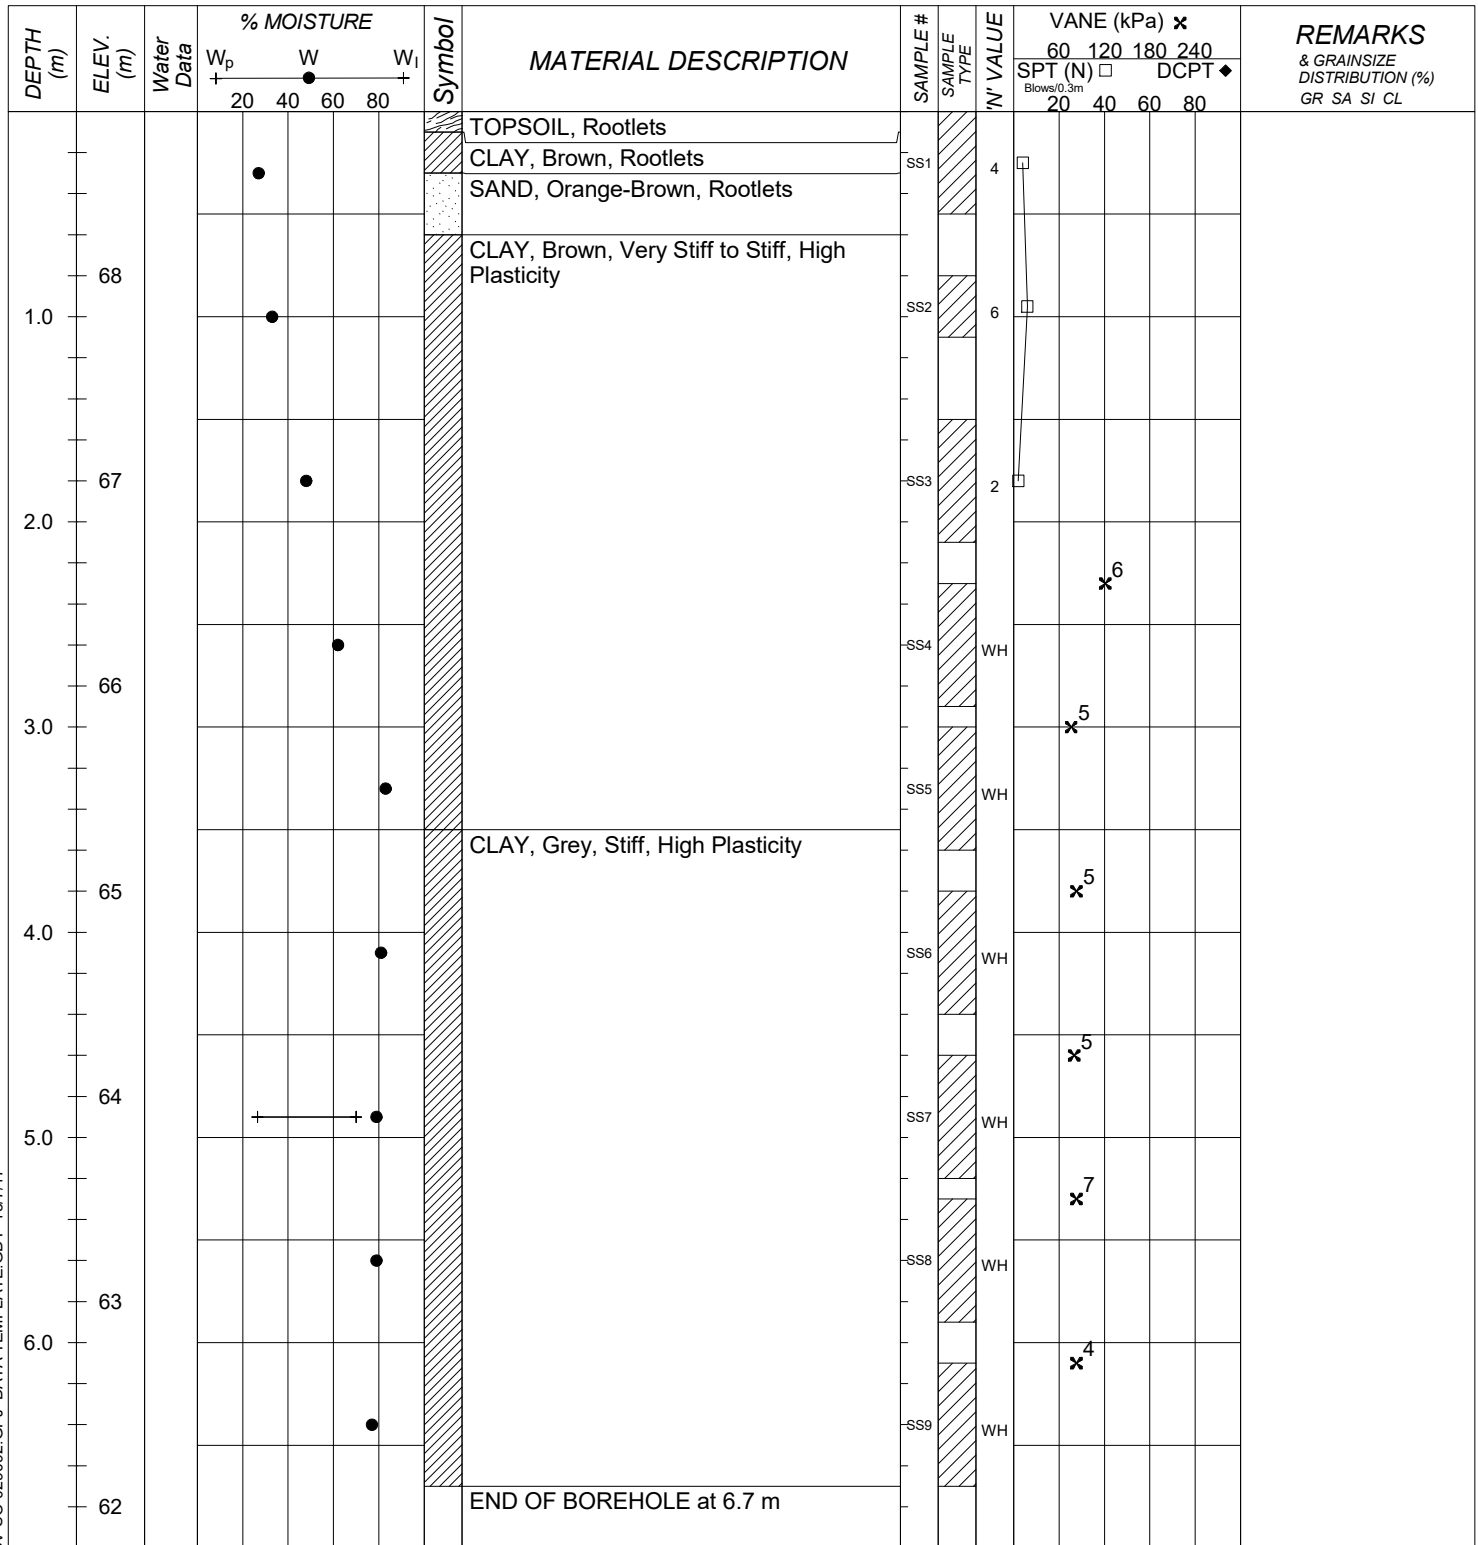 DEPTH (m)
ELEV. (m)
Water Data
% MOISTURE
Wp W Wl
20 40 60 80
Symbol
MATERIAL DESCRIPTION
SAMPLE #
SAMPLE TYPE
'N' VALUE
VANE (kPa)
60 120 180 240
SPT (N) DCPT
Blows/0.3m
20 40 60 80
REMARKS
& GRAINSIZE
DISTRIBUTION (%)
GR SA SI CL
TOPSOIL, Rootlets
CLAY, Brown, Rootlets
SS1 4
SAND, Orange-Brown, Rootlets
CLAY, Brown, Very Stiff to Stiff, High
Plasticity
68
SS2 6
1.0
67 SS3 2
2.0
6
SS4 WH
66
3.0 5
SS5 WH
CLAY, Grey, Stiff, High Plasticity
65 5
4.0
SS6 WH
5
64
SS7 WH
5.0
7
SS8 WH
63
6.0
4
SS9 WH
END OF BOREHOLE at 6.7 m
62